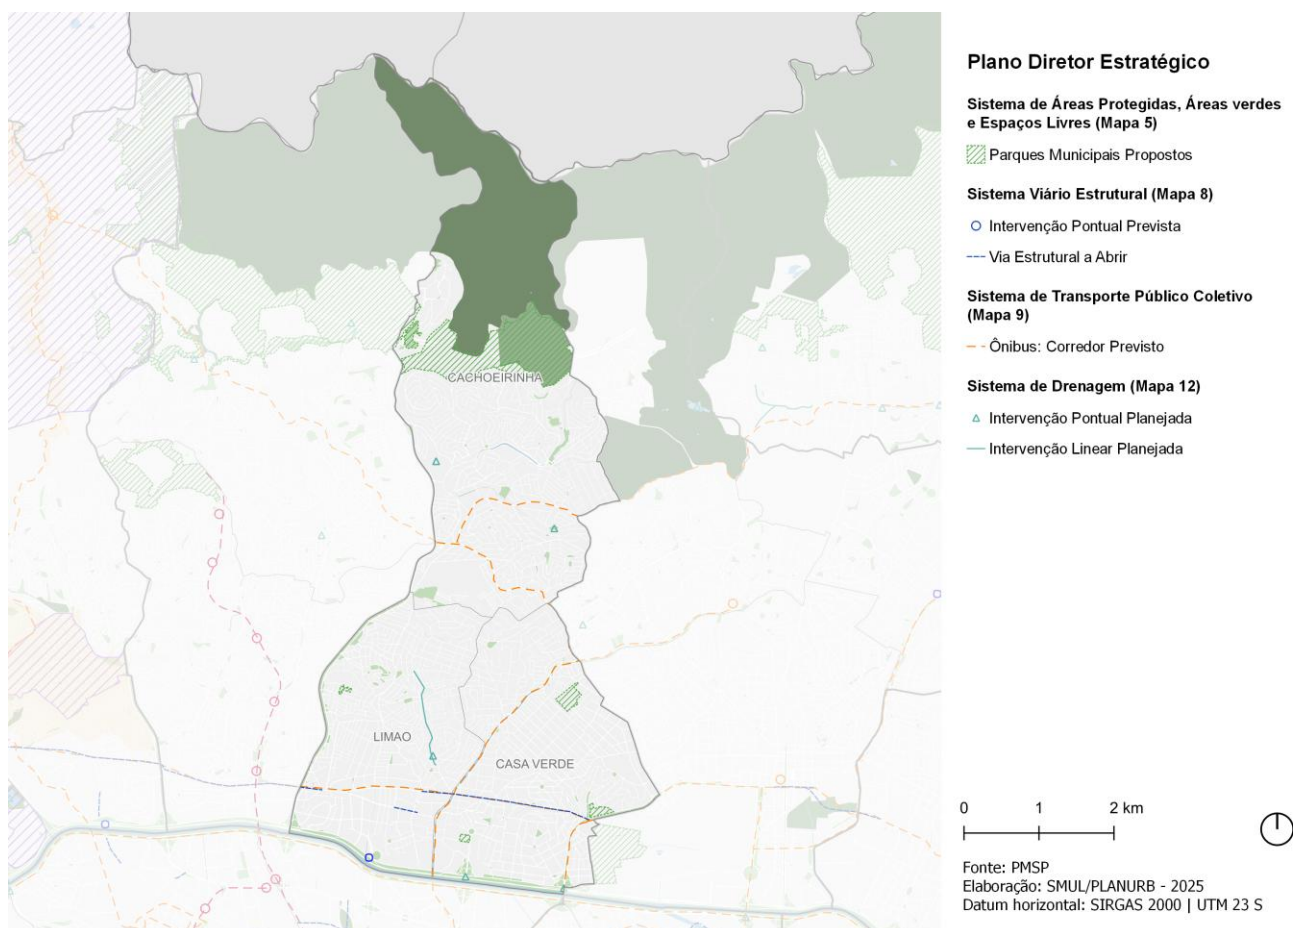 CACHOEIRINHA
LIMAO
CASA VERDE
Plano Diretor Estratégico
Sistema de Áreas Protegidas, Áreas verdes
e Espaços Livres (Mapa 5)
Parques Municipais Propostos
Sistema Viário Estrutural (Mapa 8)
Intervenção Pontual Prevista
Via Estrutural a Abrir
Sistema de Transporte Público Coletivo
(Mapa 9)
Ônibus: Corredor Previsto
Sistema de Drenagem (Mapa 12)
Intervenção Pontual Planejada
Intervenção Linear Planejada
0 1 2 km
Fonte: PMSP
Elaboração: SMUL/PLANURB - 2025
Datum horizontal: SIRGAS 2000 | UTM 23 S